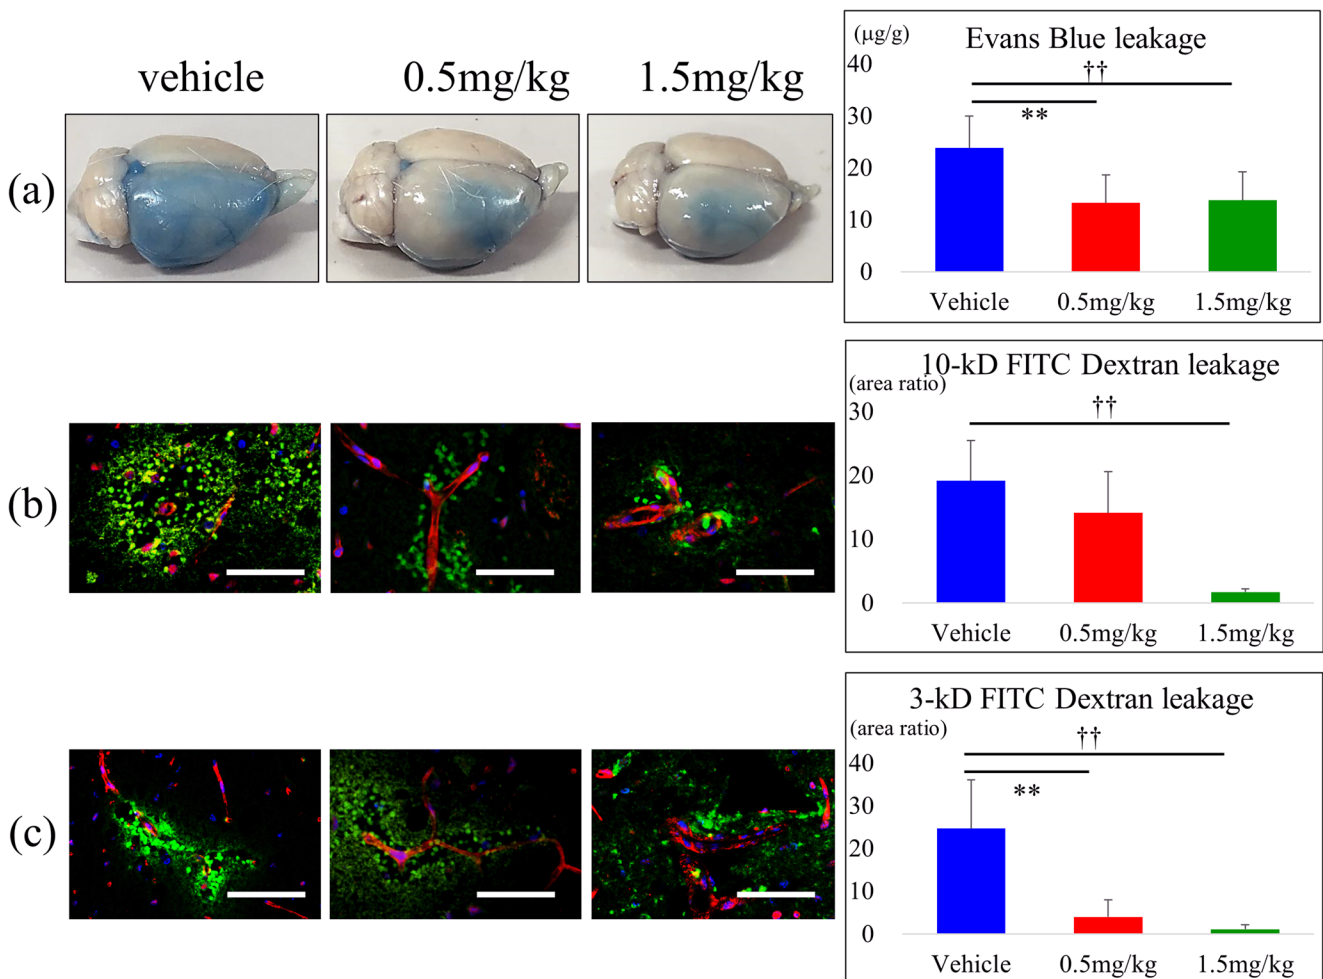 vehicle 0.5mg/kg 1.5mg/kg
(a)
(μg/g) Evans Blue leakage
††
**
40
30
20
10
0
Vehicle 0.5mg/kg 1.5mg/kg
(b)
10-kD FITC Dextran leakage
(area ratio)
††
30
20
10
0
Vehicle 0.5mg/kg 1.5mg/kg
(c)
3-kD FITC Dextran leakage
(area ratio)
††
**
40
30
20
10
0
Vehicle 0.5mg/kg 1.5mg/kg